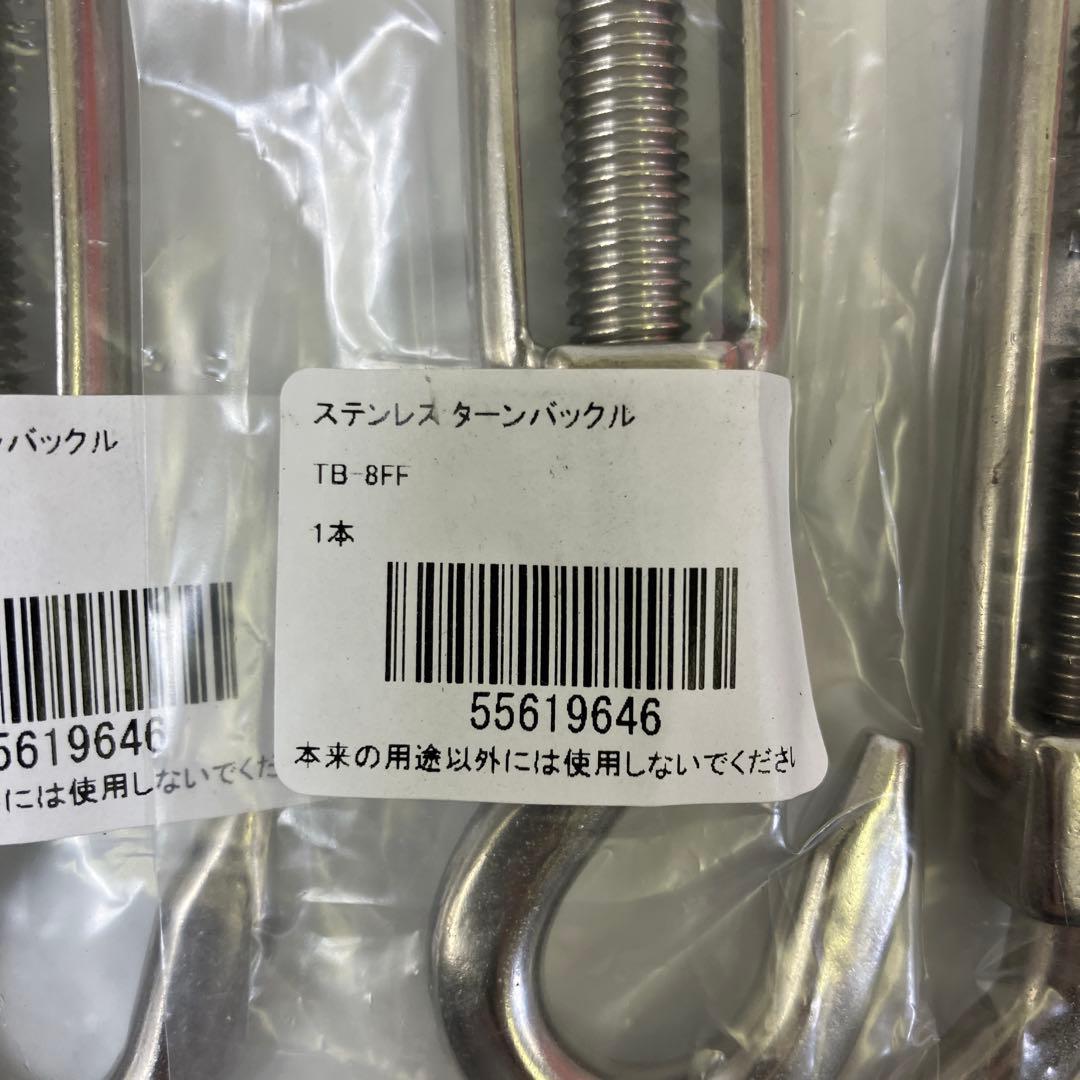 ステンレス ターンバックル
TB-8FF
1本
55619646
本来の用途以外には使用しないでくださ
バックル
5619646
には使用しないでくだ